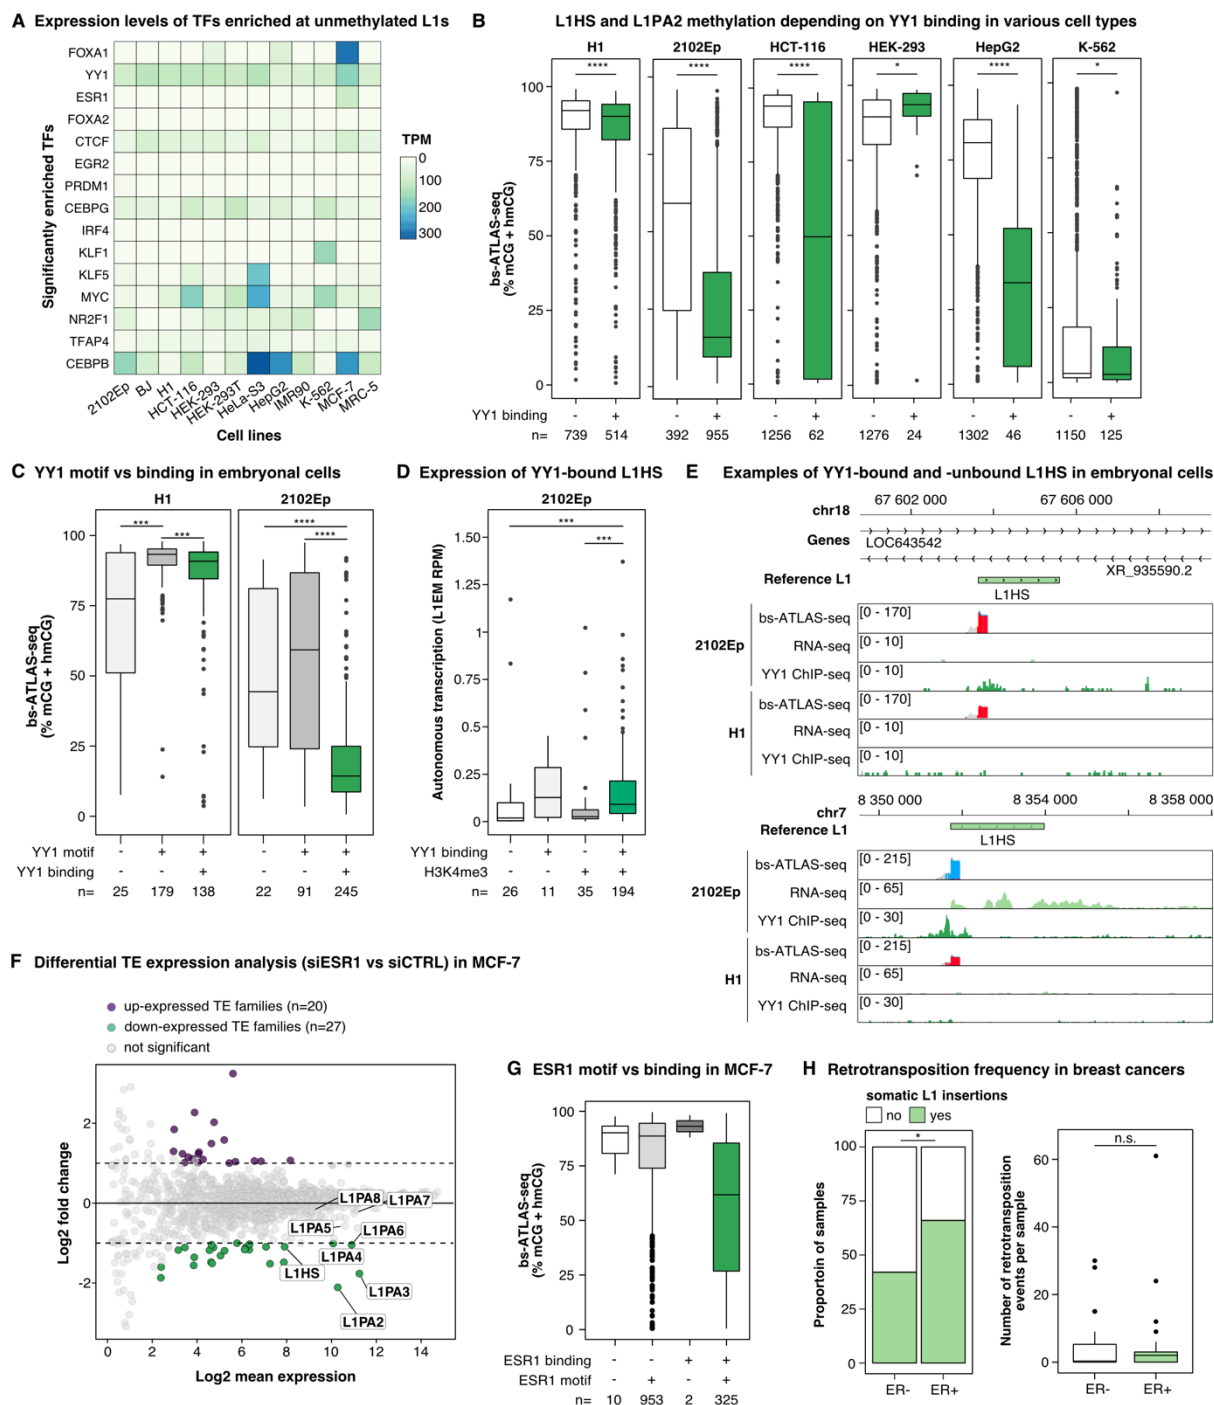 A Expression levels of TFs enriched at unmethylated L1s
Significantly enriched TFs
FOXA1
YY1
ESR1
FOXA2
CTCF
EGR2
PRDM1
CEBPG
IRF4
KLF1
KLF5
MYC
NR2F1
TFAP4
CEBPB
2102Ep BJ H1 HCT-116 HEK-293 HEK-293T HeLa-S3 HepG2 IMR90 K-562 MCF-7 MRC-5
Cell lines
TPM
0
100
200
300
B L1HS and L1PA2 methylation depending on YY1 binding in various cell types
H1 2102Ep HCT-116 HEK-293 HepG2 K-562
**** **** **** * **** *
bs-ATLAS-seq
(% mCG + hmCG)
100
75
50
25
0
YY1 binding - + - + - + - + - + - +
n= 739 514 392 955 1256 62 1276 24 1302 46 1150 125
C YY1 motif vs binding in embryonal cells
H1 2102Ep
*** *** **** ****
bs-ATLAS-seq
(% mCG + hmCG)
100
75
50
25
0
YY1 motif - + + - + +
YY1 binding - - + - - +
n= 25 179 138 22 91 245
D Expression of YY1-bound L1HS
2102Ep
***
***
Autonomous transcription (L1EM RPM)
1.50
1.25
1.0
0.75
0.50
0.25
0
YY1 binding - + - +
H3K4me3 - - + +
n= 26 11 35 194
E Examples of YY1-bound and -unbound L1HS in embryonal cells
67 602 000 67 606 000
chr18
Genes
LOC643542
XR_935590.2
Reference L1
L1HS
2102Ep
bs-ATLAS-seq [0 - 170]
RNA-seq [0 - 10]
YY1 ChIP-seq [0 - 10]
H1
bs-ATLAS-seq [0 - 170]
RNA-seq [0 - 10]
YY1 ChIP-seq [0 - 10]
8 350 000 8 354 000 8 358 000
chr7
Reference L1
L1HS
2102Ep
bs-ATLAS-seq [0 - 215]
RNA-seq [0 - 65]
YY1 ChIP-seq [0 - 30]
H1
bs-ATLAS-seq [0 - 215]
RNA-seq [0 - 65]
YY1 ChIP-seq [0 - 30]
F Differential TE expression analysis (siESR1 vs siCTRL) in MCF-7
up-expressed TE families (n=20)
down-expressed TE families (n=27)
not significant
Log2 fold change
2
0
-2
L1PA8
L1PA7
L1PA5
L1PA6
L1PA4
L1HS
L1PA3
L1PA2
0 2 4 6 8 10 12 14
Log2 mean expression
G ESR1 motif vs binding in MCF-7
bs-ATLAS-seq
(% mCG + hmCG)
100
75
50
25
0
ESR1 binding - - + +
ESR1 motif - + - +
n= 10 953 2 325
H Retrotransposition frequency in breast cancers
somatic L1 insertions
no yes
*
Proportoin of samples
100
75
50
25
0
ER- ER+
n.s.
Number of retrotransposition
events per sample
60
40
20
0
ER- ER+